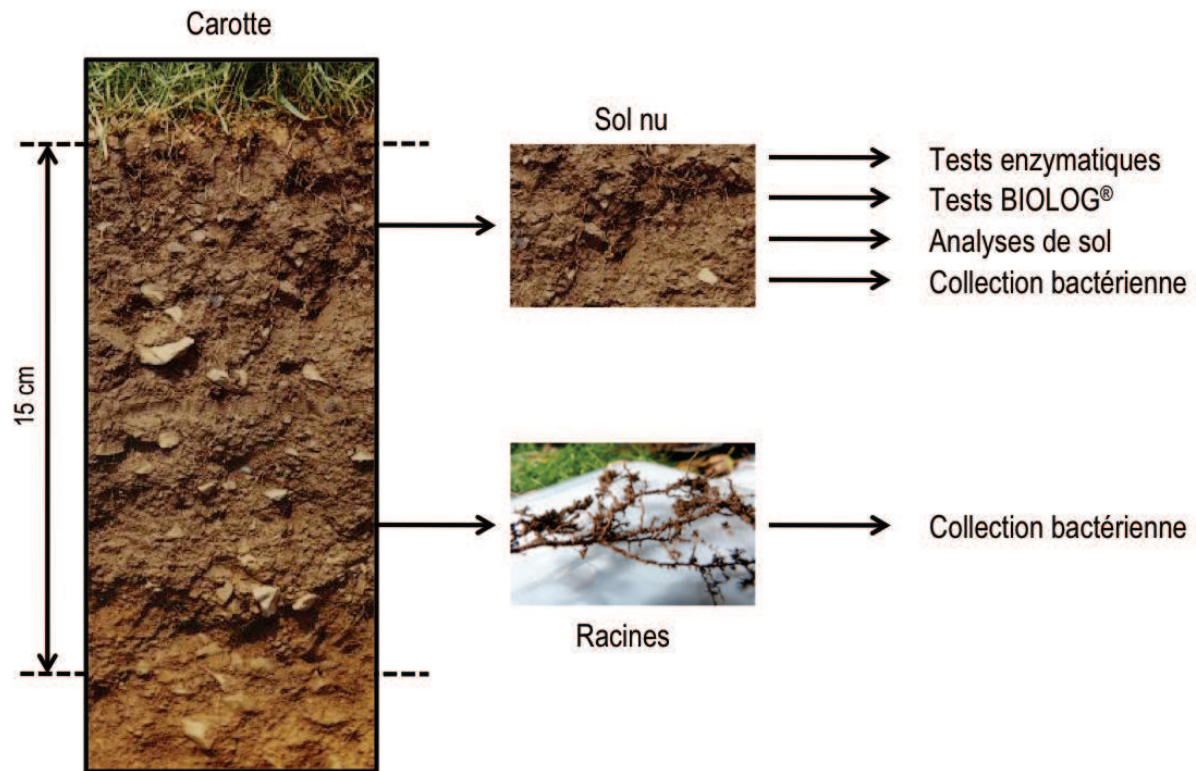 Carotte
Sol nu
Tests enzymatiques
Tests BIOLOG®
Analyses de sol
Collection bactérienne
15 cm
Collection bactérienne
Racines